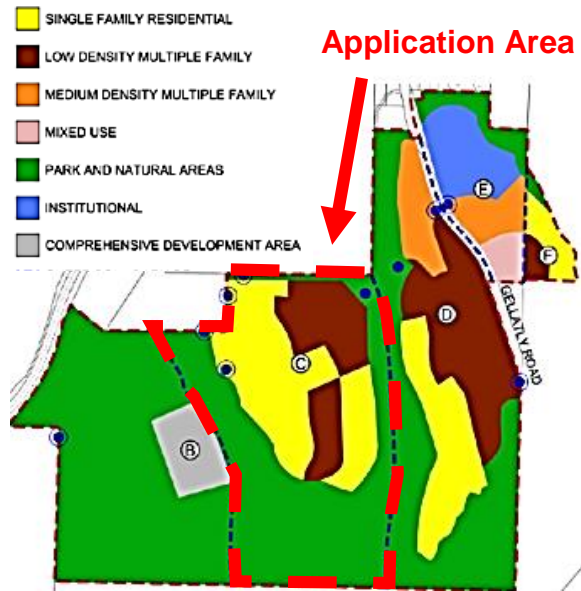 SINGLE FAMILY RESIDENTIAL
LOW DENSITY MULTIPLE FAMILY
MEDIUM DENSITY MULTIPLE FAMILY
MIXED USE
PARK AND NATURAL AREAS
INSTITUTIONAL
COMPREHENSIVE DEVELOPMENT AREA
Application Area
E
F
D
GELLATLY ROAD
C
B